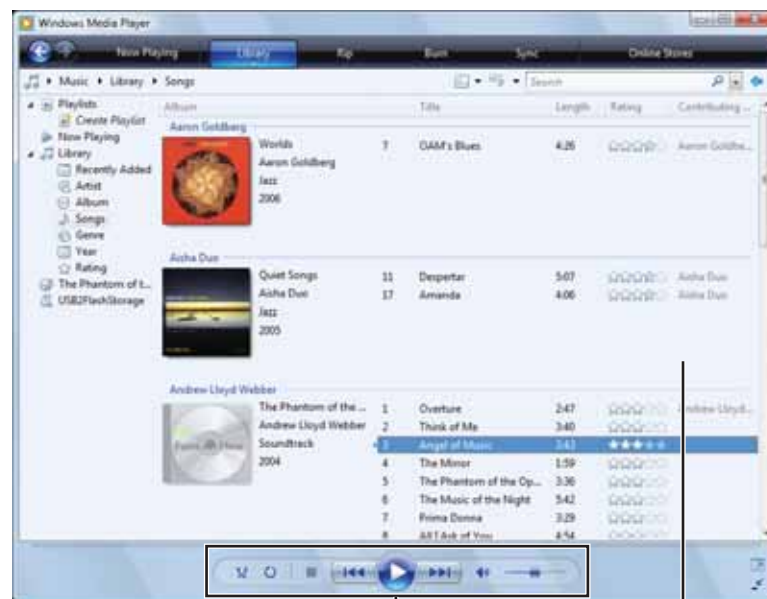 Windows Media Player
Now Playing Library Rip Burn Sync Online Stores
Music Library Songs Search
Playlists
Create Playlist
Now Playing
Library
Recently Added
Artist
Album
Songs
Genre
Year
Rating
The Phantom of t...
USB2FlashStorage
Album Title Length Rating Contributing ...
Aaron Goldberg
Worlds 7 OAM's Blues 4:26 Aaron Goldbe...
Aaron Goldberg
Jazz
2006
Aisha Duo
Quiet Songs 11 Despertar 5:07 Aisha Duo
Aisha Duo 17 Amanda 4:06 Aisha Duo
Jazz
2005
Andrew Lloyd Webber
The Phantom of the ... 1 Overture 2:47 Andrew Lloyd...
Andrew Lloyd Webber 2 Think of Me 3:40
Soundtrack 3 Angel of Music 2:43
2004 4 The Mirror 1:59
5 The Phantom of the Op... 3:36
6 The Music of the Night 5:42
7 Prima Donna 3:29
8 All I Ask of You 4:54